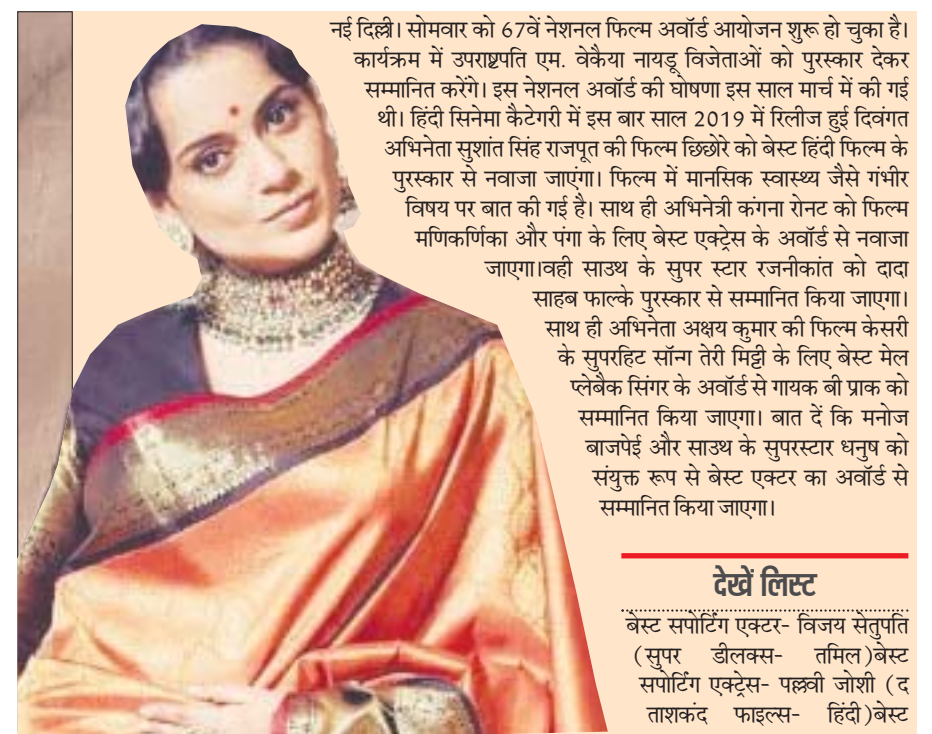 नई दिल्ली। सोमवार को 67वें नेशनल फिल्म अवॉर्ड आयोजन शुरू हो चुका है।
कार्यक्रम में उपराष्ट्रपति एम. वेकैया नायडू विजेताओं को पुरस्कार देकर
सम्मानित करेंगे। इस नेशनल अवॉर्ड की घोषणा इस साल मार्च में की गई
थी। हिंदी सिनेमा कैटेगरी में इस बार साल 2019 में रिलीज हुई दिवंगत
अभिनेता सुशांत सिंह राजपूत की फिल्म छिछोरे को बेस्ट हिंदी फिल्म के
पुरस्कार से नवाजा जाएंगा। फिल्म में मानसिक स्वास्थ्य जैसे गंभीर
विषय पर बात की गई है। साथ ही अभिनेत्री कंगना रोनट को फिल्म
मणिकर्णिका और पंगा के लिए बेस्ट एक्ट्रेस के अवॉर्ड से नवाजा
जाएगा।वही साउथ के सुपर स्टार रजनीकांत को दादा
साहब फाल्के पुरस्कार से सम्मानित किया जाएगा।
साथ ही अभिनेता अक्षय कुमार की फिल्म केसरी
के सुपरहिट सॉन्ग तेरी मिट्टी के लिए बेस्ट मेल
प्लेबैक सिंगर के अवॉर्ड से गायक बी प्राक को
सम्मानित किया जाएगा। बात दें कि मनोज
बाजपेई और साउथ के सुपरस्टार धनुष को
संयुक्त रूप से बेस्ट एक्टर का अवॉर्ड से
सम्मानित किया जाएगा।
देखें लिस्ट
बेस्ट सपोर्टिंग एक्टर- विजय सेतुपति
(सुपर डीलक्स- तमिल)बेस्ट
सपोर्टिंग एक्ट्रेस- पल्लवी जोशी (द
ताशकंद फाइल्स- हिंदी)बेस्ट